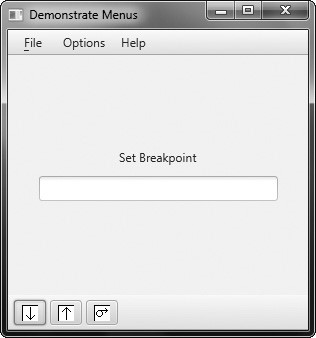 Demonstrate Menus
File Options Help
Set Breakpoint